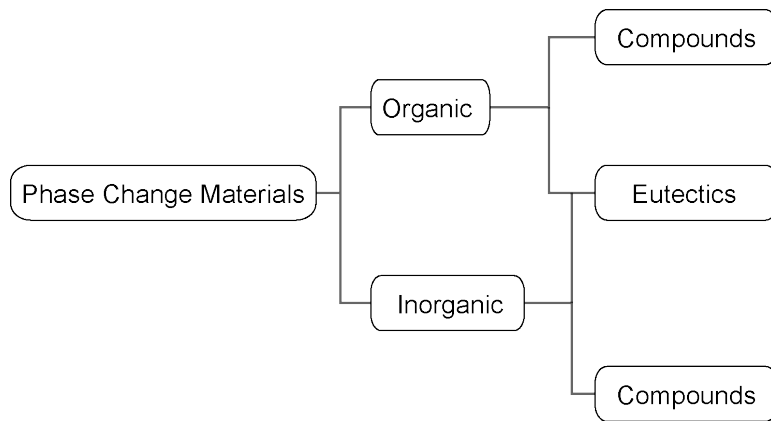 Compounds
Organic
Phase Change Materials
Eutectics
Inorganic
Compounds